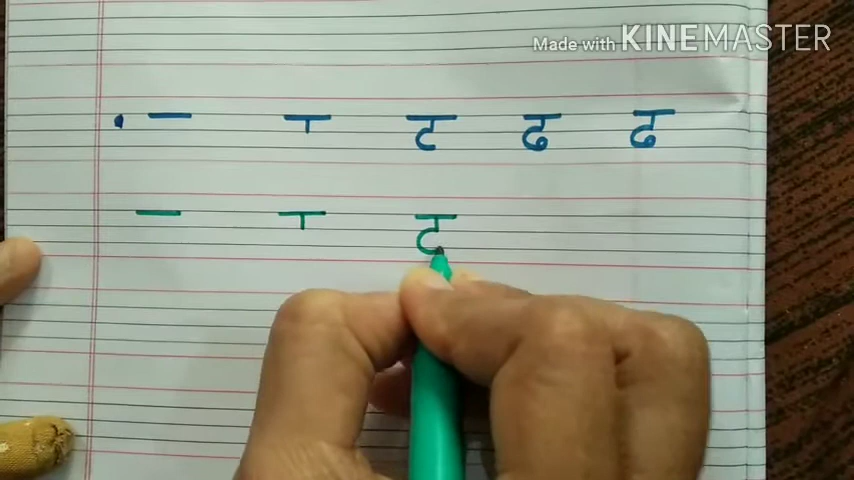 Made with KINEMASTER
- ┬ ट ढ ढ
- ┬ ट